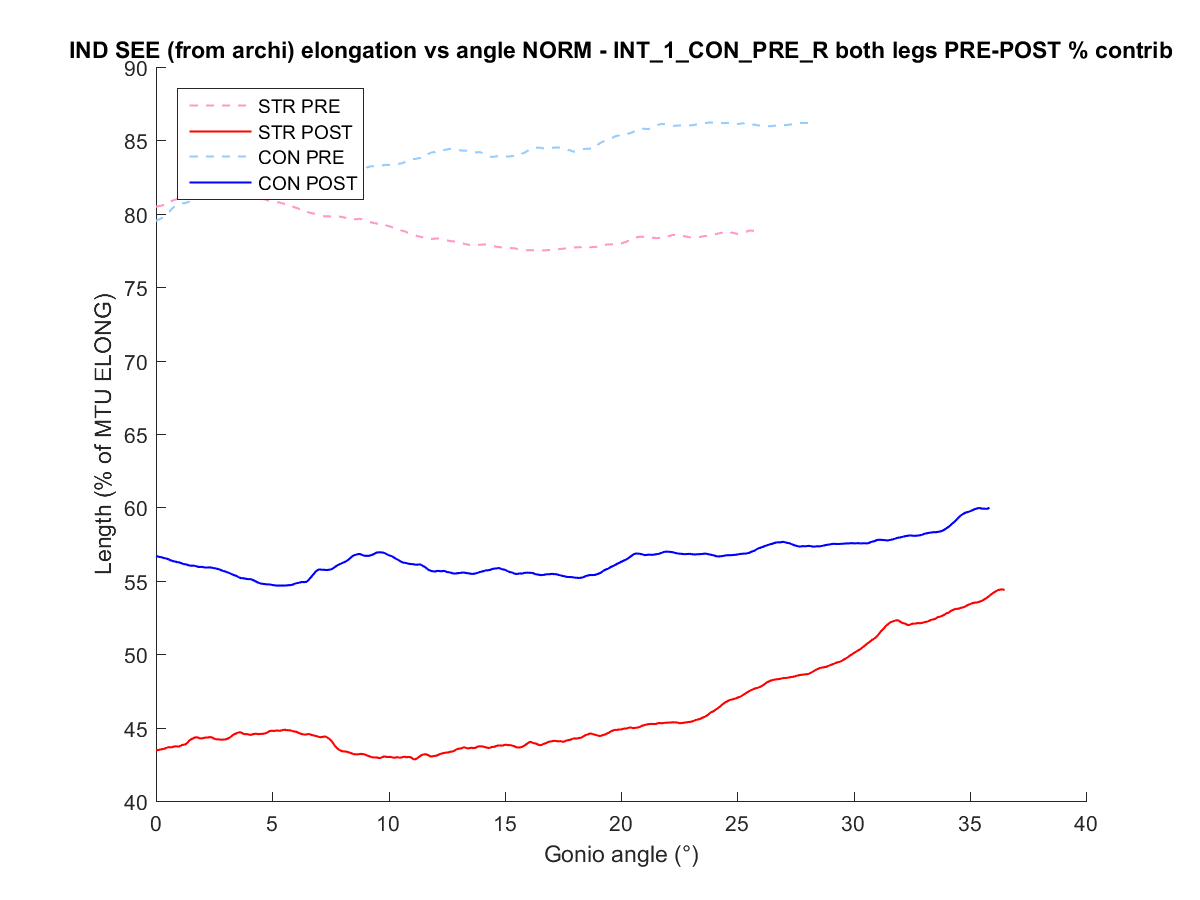 IND SEE (from archi) elongation vs angle NORM - INT_1_CON_PRE_R both legs PRE-POST % contrib
90
85
80
75
70
65
60
55
50
45
40
Length (% of MTU ELONG)
STR PRE
STR POST
CON PRE
CON POST
0 5 10 15 20 25 30 35 40
Gonio angle (°)